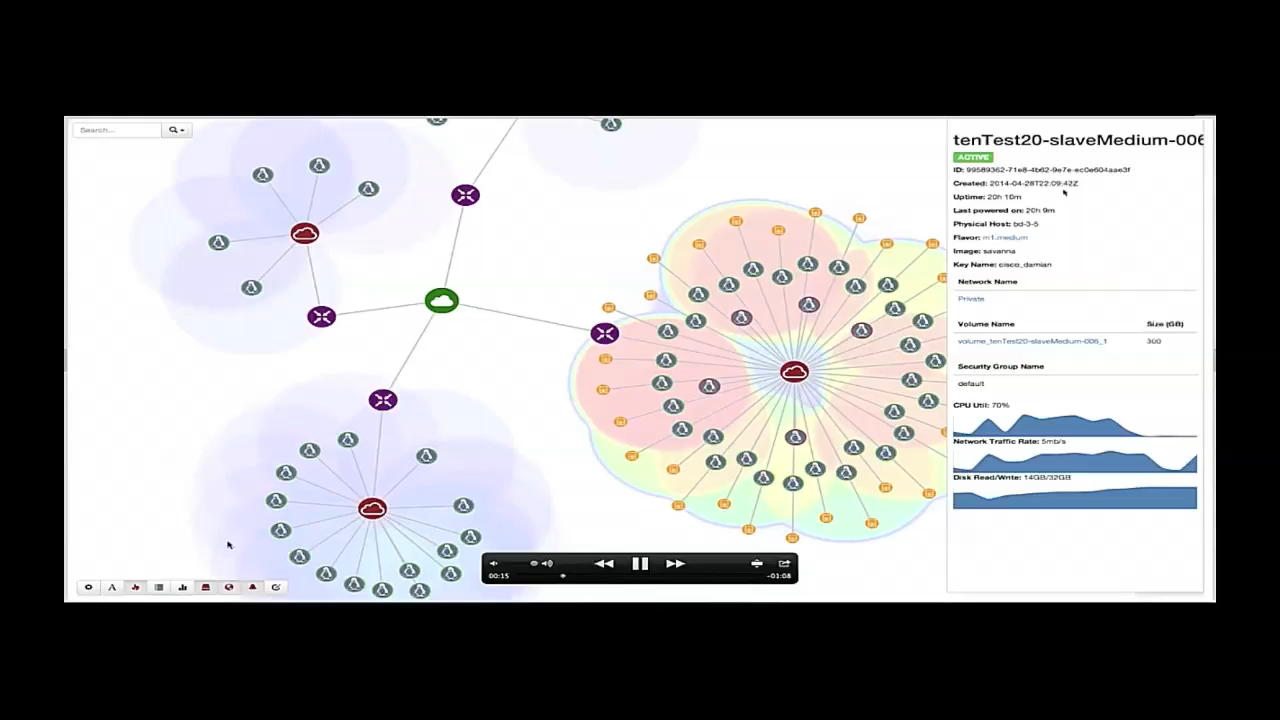 Search...
tenTest20-slaveMedium-006
ACTIVE
ID: 99589362-71e8-4b62-9e7e-ec0e604aae3f
Created: 2014-04-28T22:09:42Z
Uptime: 20h 10m
Last powered on: 20h 9m
Physical Host: bd-3-5
Flavor: m1.medium
Image: savanna
Key Name: cisco_damian
Network Name
Private
Volume Name Size (GB)
volume_tenTest20-slaveMedium-006_1 300
Security Group Name
default
CPU Util: 70%
Network Traffic Rate: 5mb/s
Disk Read/Write: 14GB/32GB
A
00:15 -01:08